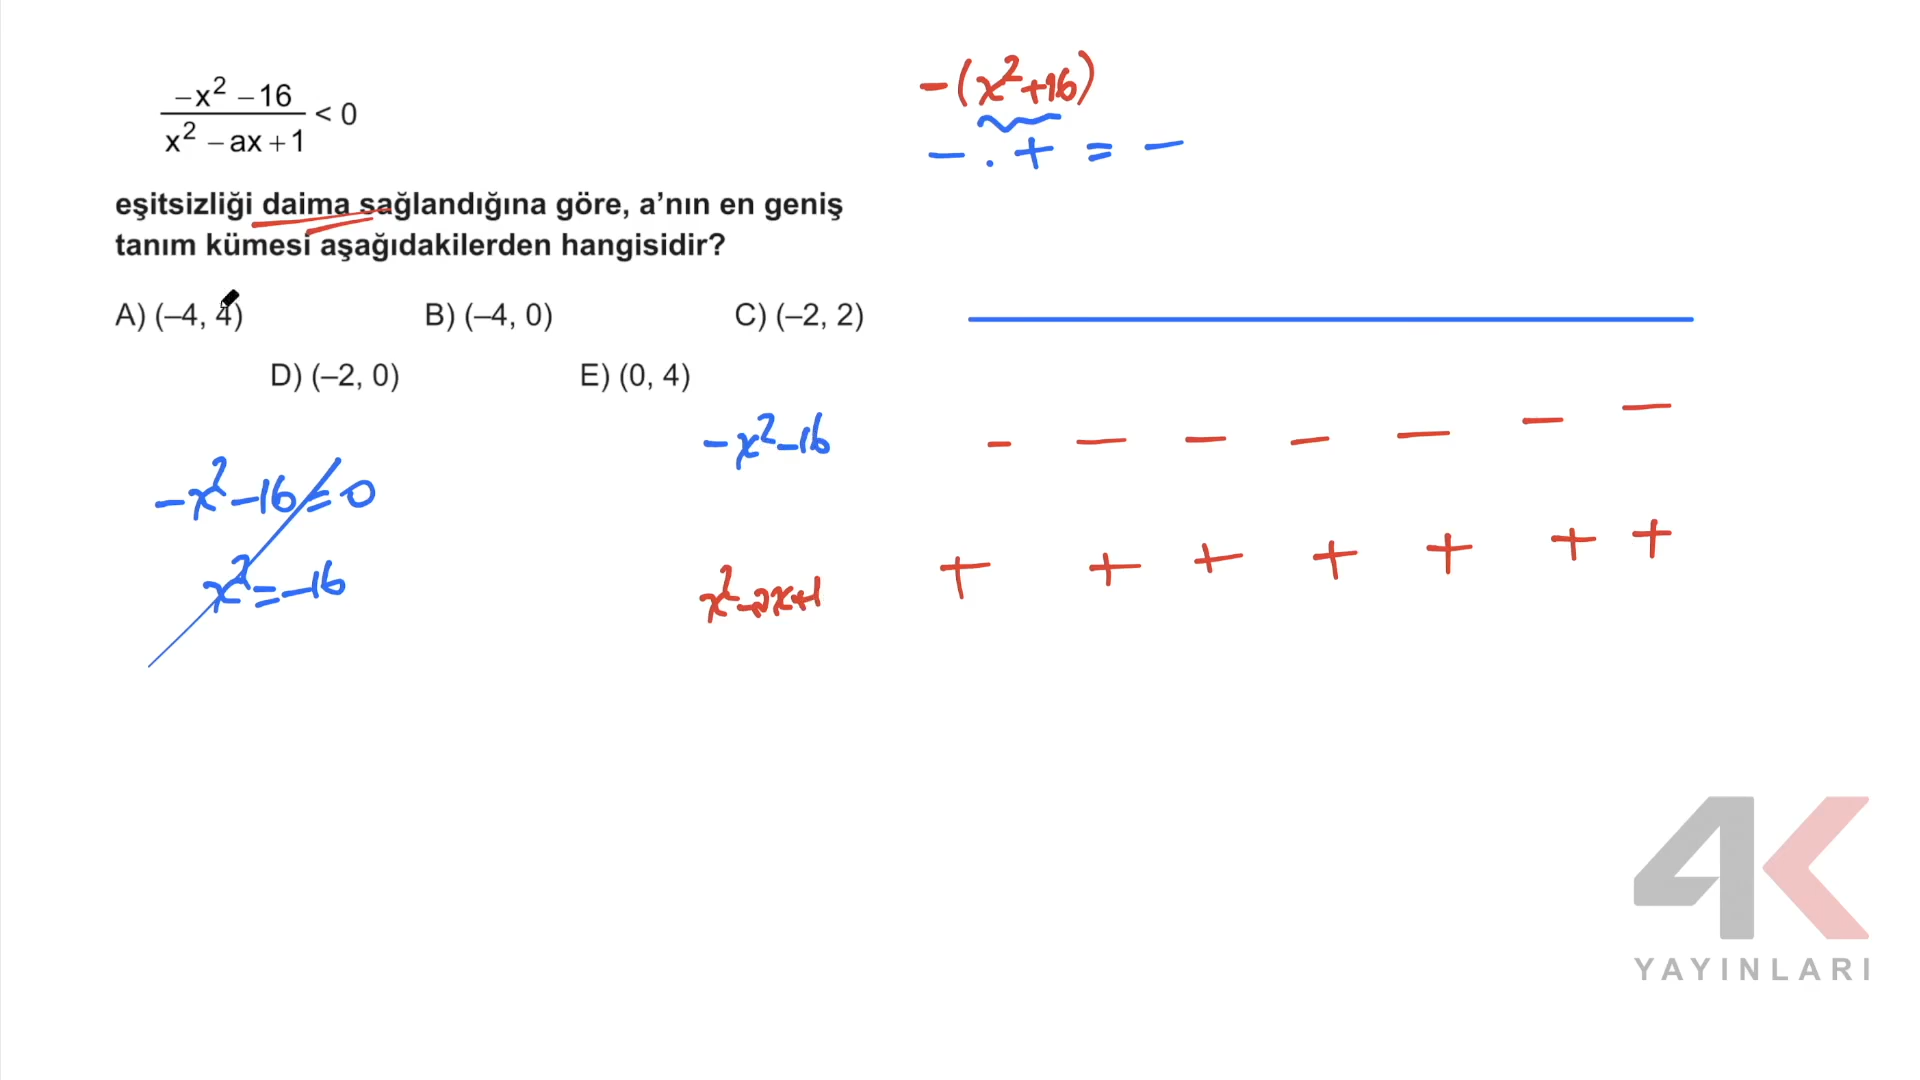 -x² - 16
x² - ax + 1 < 0
eşitsizliği daima sağlandığına göre, a'nın en geniş
tanım kümesi aşağıdakilerden hangisidir?
A) (–4, 4) B) (–4, 0) C) (–2, 2)
D) (–2, 0) E) (0, 4)
-(x²+16)
- . + = -
-x²-16=0
x²=-16
-x²-16 - - - - - - -
x²-ax+1 + + + + + + +
4K
YAYINLARI